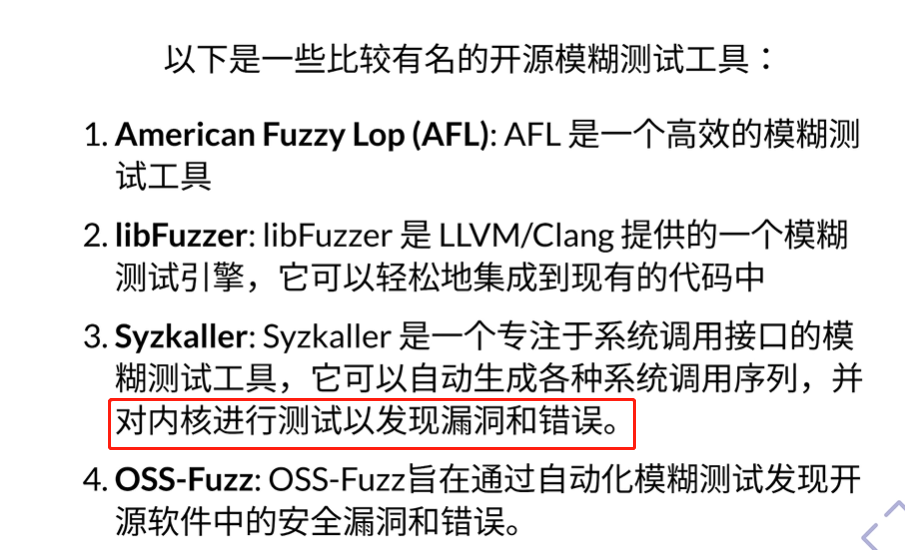 以下是一些比较有名的开源模糊测试工具：
1. American Fuzzy Lop (AFL): AFL 是一个高效的模糊测
试工具
2. libFuzzer: libFuzzer 是 LLVM/Clang 提供的一个模糊
测试引擎，它可以轻松地集成到现有的代码中
3. Syzkaller: Syzkaller 是一个专注于系统调用接口的模
糊测试工具，它可以自动生成各种系统调用序列，并
对内核进行测试以发现漏洞和错误。
4. OSS-Fuzz: OSS-Fuzz旨在通过自动化模糊测试发现开
源软件中的安全漏洞和错误。